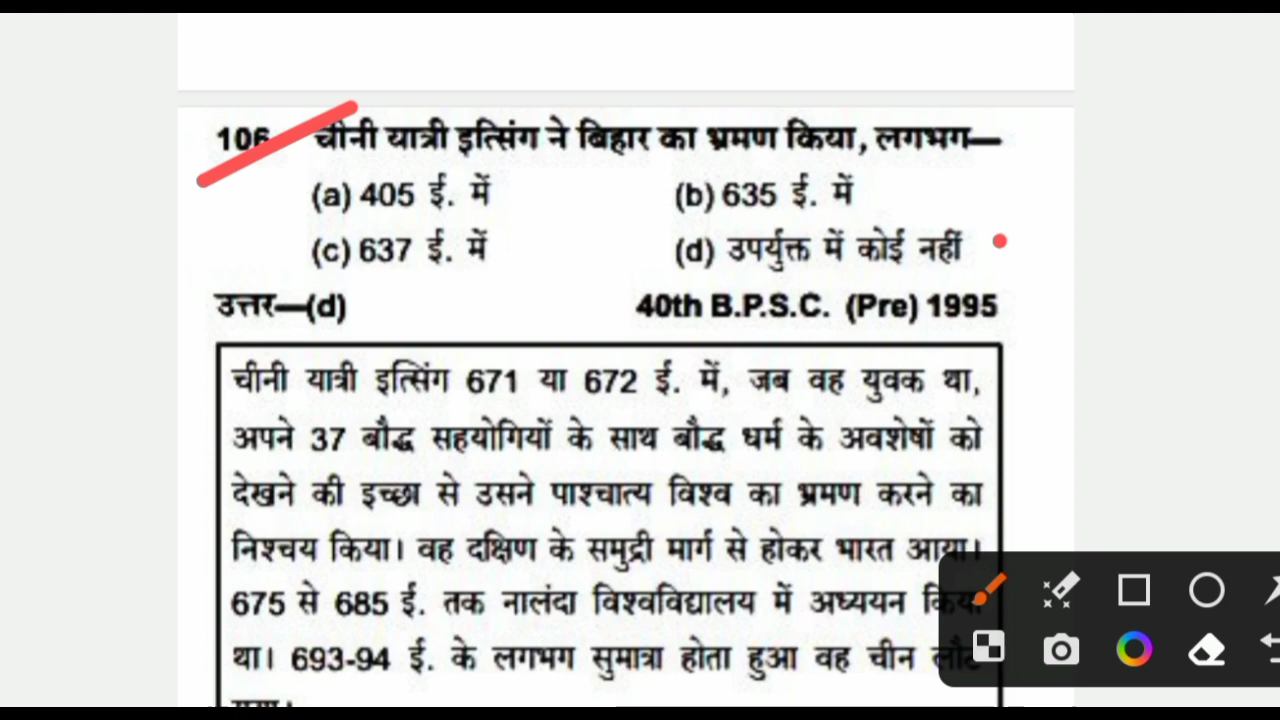 106 चीनी यात्री इत्सिंग ने बिहार का भ्रमण किया, लगभग—
(a) 405 ई. में (b) 635 ई. में
(c) 637 ई. में (d) उपर्युक्त में कोई नहीं
उत्तर—(d) 40th B.P.S.C. (Pre) 1995
चीनी यात्री इत्सिंग 671 या 672 ई. में, जब वह युवक था,
अपने 37 बौद्ध सहयोगियों के साथ बौद्ध धर्म के अवशेषों को
देखने की इच्छा से उसने पाश्चात्य विश्व का भ्रमण करने का
निश्चय किया। वह दक्षिण के समुद्री मार्ग से होकर भारत आया।
675 से 685 ई. तक नालंदा विश्वविद्यालय में अध्ययन किया
था। 693-94 ई. के लगभग सुमात्रा होता हुआ वह चीन लौट